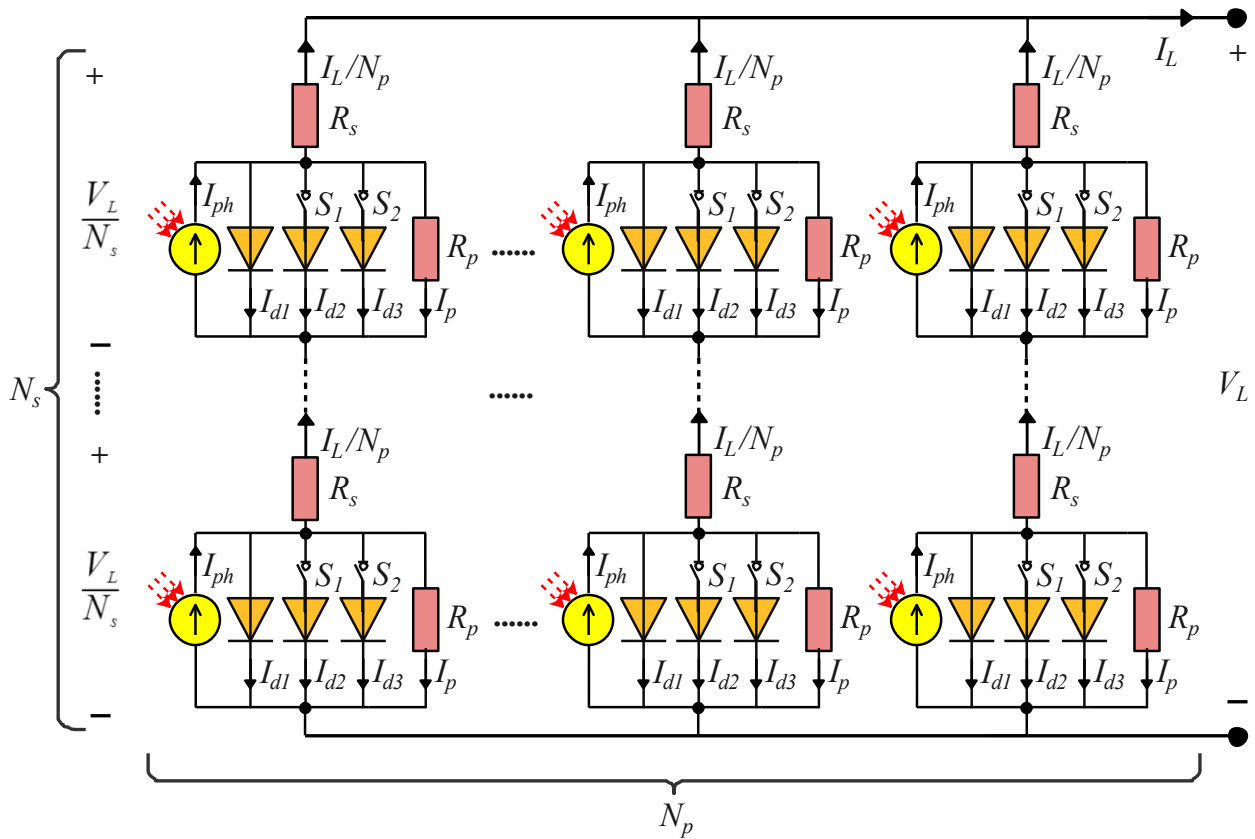 I_L +
+ I_L/N_p I_L/N_p I_L/N_p
R_s R_s R_s
V_L/N_s I_ph S_1 S_2 R_p ...... I_ph S_1 S_2 R_p I_ph S_1 S_2 R_p
I_d1 I_d2 I_d3 I_p I_d1 I_d2 I_d3 I_p I_d1 I_d2 I_d3 I_p
−
N_s ...... ...... V_L
+ I_L/N_p I_L/N_p I_L/N_p
R_s R_s R_s
V_L/N_s I_ph S_1 S_2 R_p ...... I_ph S_1 S_2 R_p I_ph S_1 S_2 R_p
I_d1 I_d2 I_d3 I_p I_d1 I_d2 I_d3 I_p I_d1 I_d2 I_d3 I_p
− −
N_p